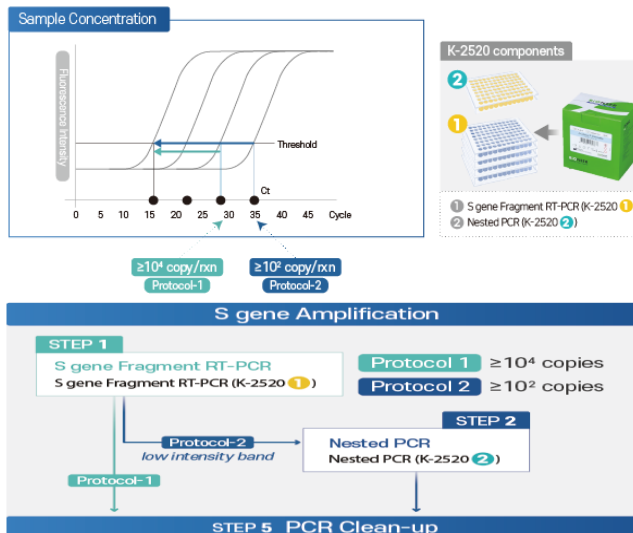 Sample Concentration
Fluorescence Intensity
Threshold
Ct
0 5 10 15 20 25 30 35 40 45 Cycle
≥10⁴ copy/rxn
Protocol-1
≥10² copy/rxn
Protocol-2
K-2520 components
2
1
1 S gene Fragment RT-PCR (K-2520 1
2 Nested PCR (K-2520 2)
S gene Amplification
STEP 1
S gene Fragment RT-PCR
S gene Fragment RT-PCR (K-2520 1)
Protocol 1 ≥10⁴ copies
Protocol 2 ≥10² copies
Protocol-2
low intensity band
STEP 2
Nested PCR
Nested PCR (K-2520 2)
Protocol-1
STEP 5 PCR Clean-up